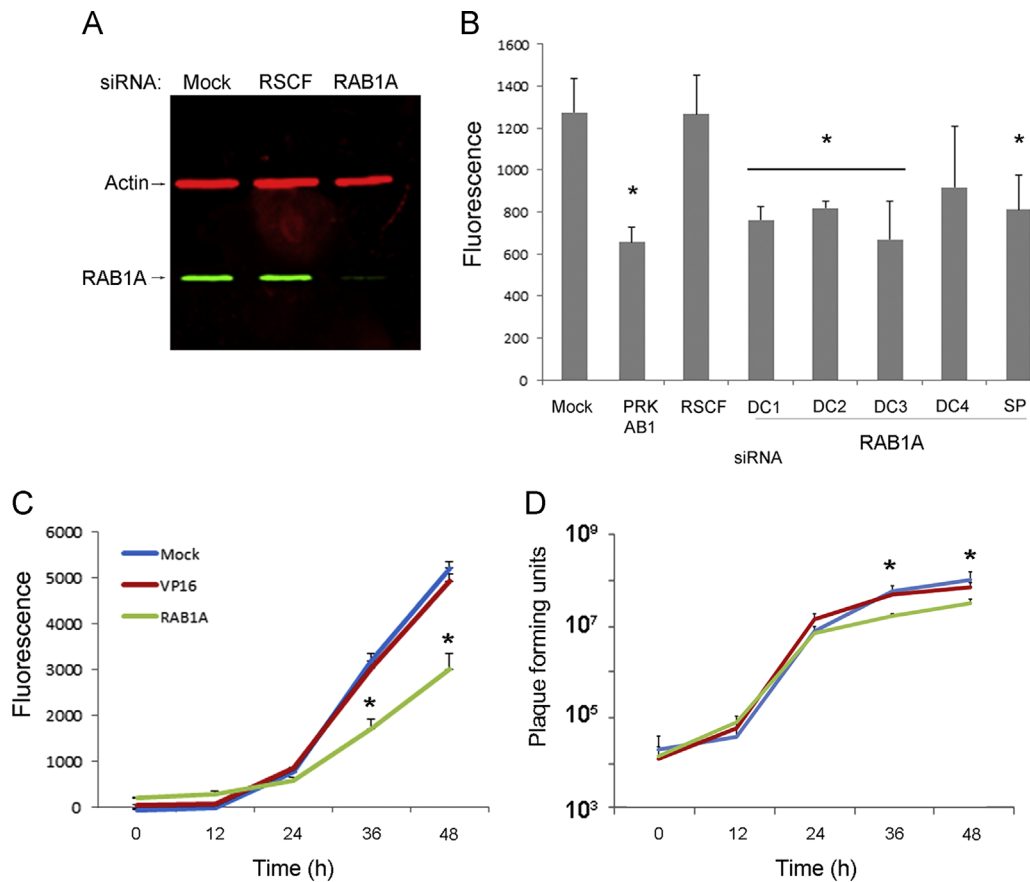 A
siRNA: Mock RSCF RAB1A
Actin
RAB1A
B
1600
1400
1200
1000
800
600
400
200
0
Fluorescence
*
*
*
Mock PRK AB1 RSCF DC1 DC2 DC3 DC4 SP
RAB1A
siRNA
C
6000
5000
4000
3000
2000
1000
0
Fluorescence
Mock
VP16
RAB1A
*
*
0 12 24 36 48
Time (h)
D
10⁹
10⁷
10⁵
10³
Plaque forming units
*
*
0 12 24 36 48
Time (h)